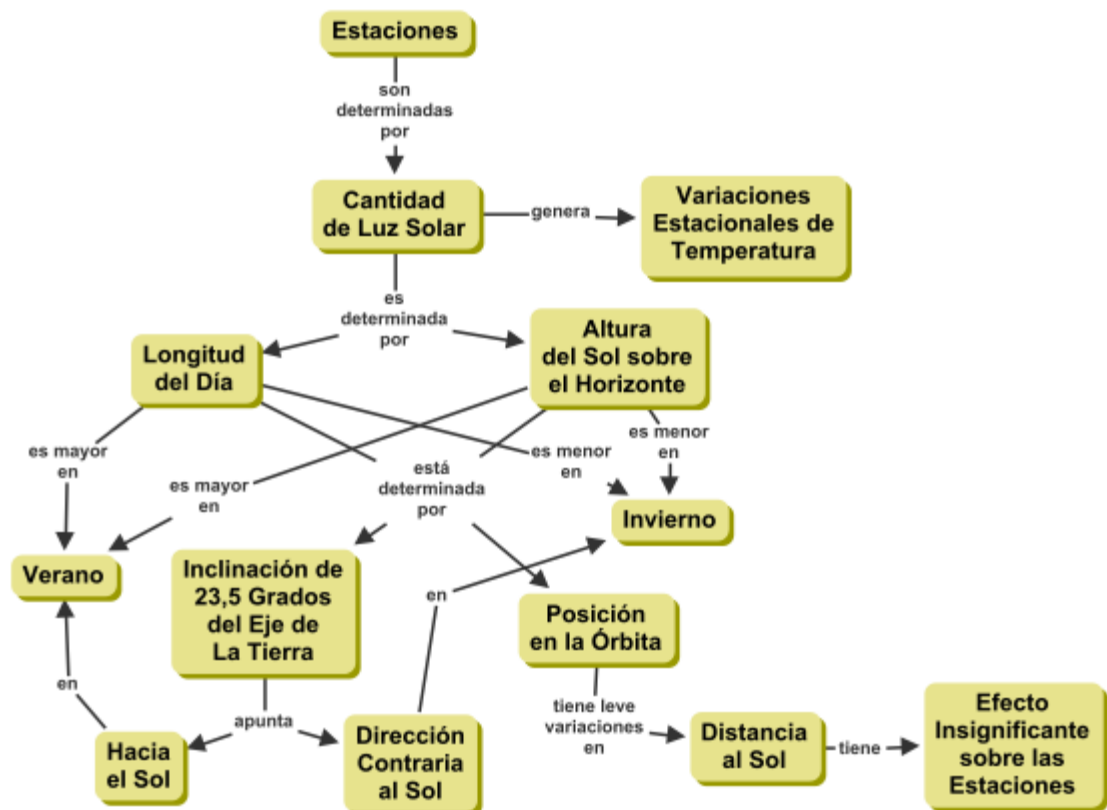 Estaciones
son
determinadas
por
Cantidad
de Luz Solar
genera
Variaciones
Estacionales de
Temperatura
es
determinada
por
Longitud
del Día
Altura
del Sol sobre
el Horizonte
es mayor
en
es mayor
en
está
determinada
por
es menor
en
es menor
en
Verano
Inclinación de
23,5 Grados
del Eje de
La Tierra
Invierno
en
Posición
en la Órbita
en
apunta
tiene leve
variaciones
en
Hacia
el Sol
Dirección
Contraria
al Sol
Distancia
al Sol
tiene
Efecto
Insignificante
sobre las
Estaciones